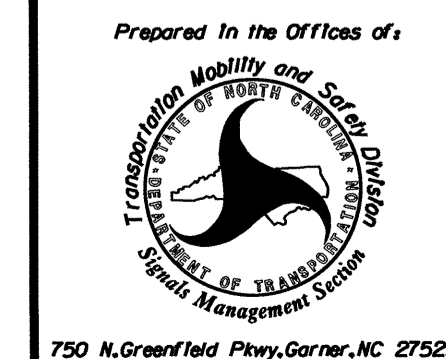 Prepared in the Offices of:
Transportation Mobility and Safety Division
STATE OF NORTH CAROLINA
DEPARTMENT OF TRANSPORTATION
Signals Management Section
750 N.Greenfield Pkwy,Garner,NC 2752